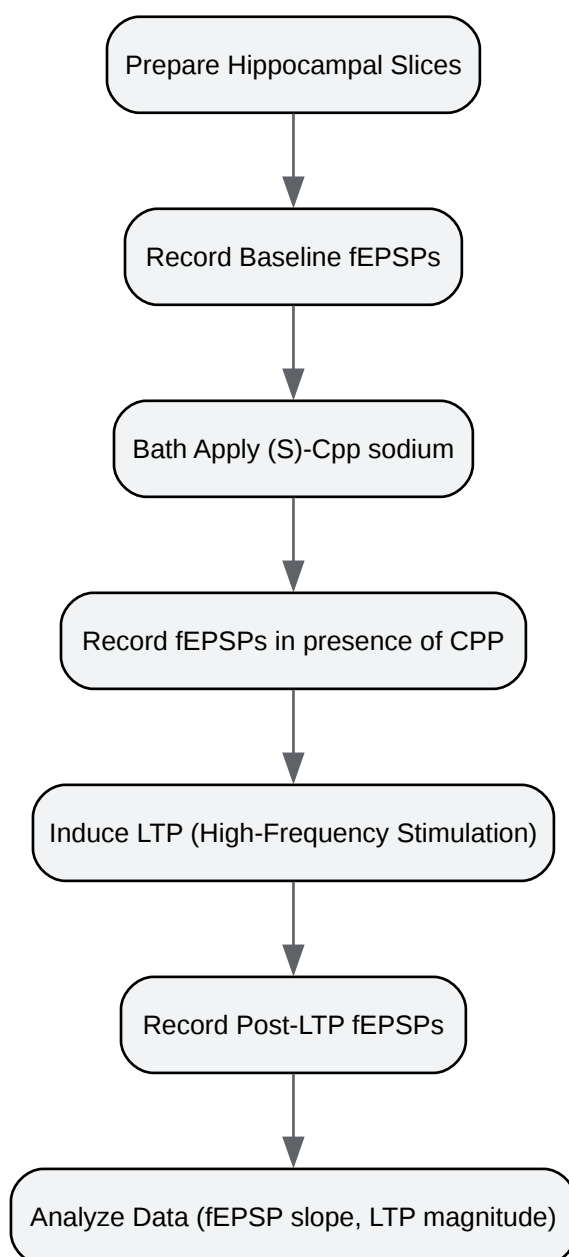 Prepare Hippocampal Slices
Record Baseline fEPSPs
Bath Apply (S)-Cpp sodium
Record fEPSPs in presence of CPP
Induce LTP (High-Frequency Stimulation)
Record Post-LTP fEPSPs
Analyze Data (fEPSP slope, LTP magnitude)